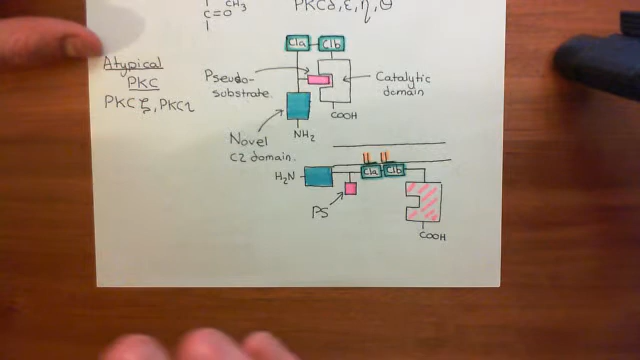 CH₃
C=O
PKCδ, ε, η, θ
Atypical
PKC
PKC ζ, PKCι
C1a C1b
Pseudo-
substrate.
Catalytic
domain
COOH
NH₂
Novel
C2 domain.
H₂N
C1a C1b
PS
COOH